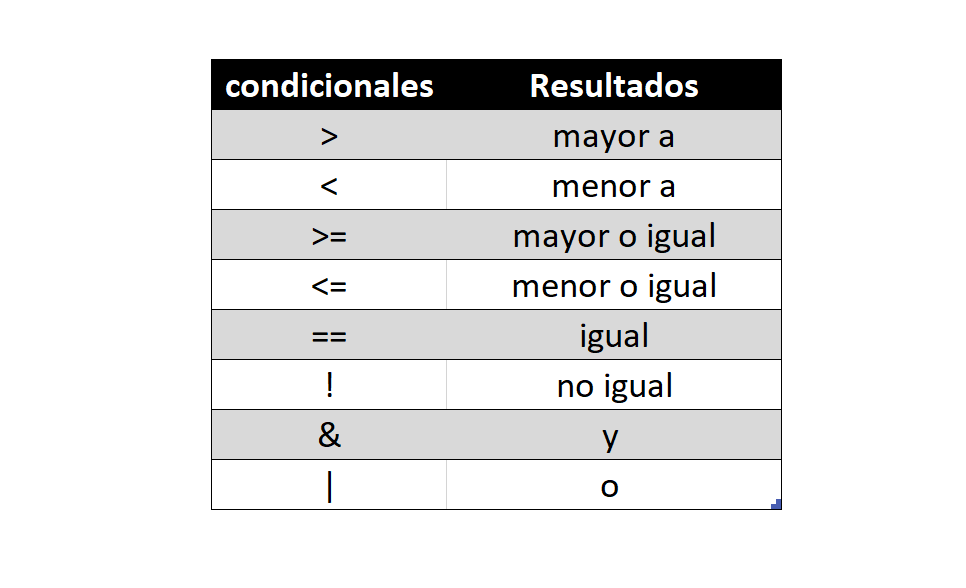 condicionales Resultados
> mayor a
< menor a
>= mayor o igual
<= menor o igual
== igual
! no igual
& y
| o